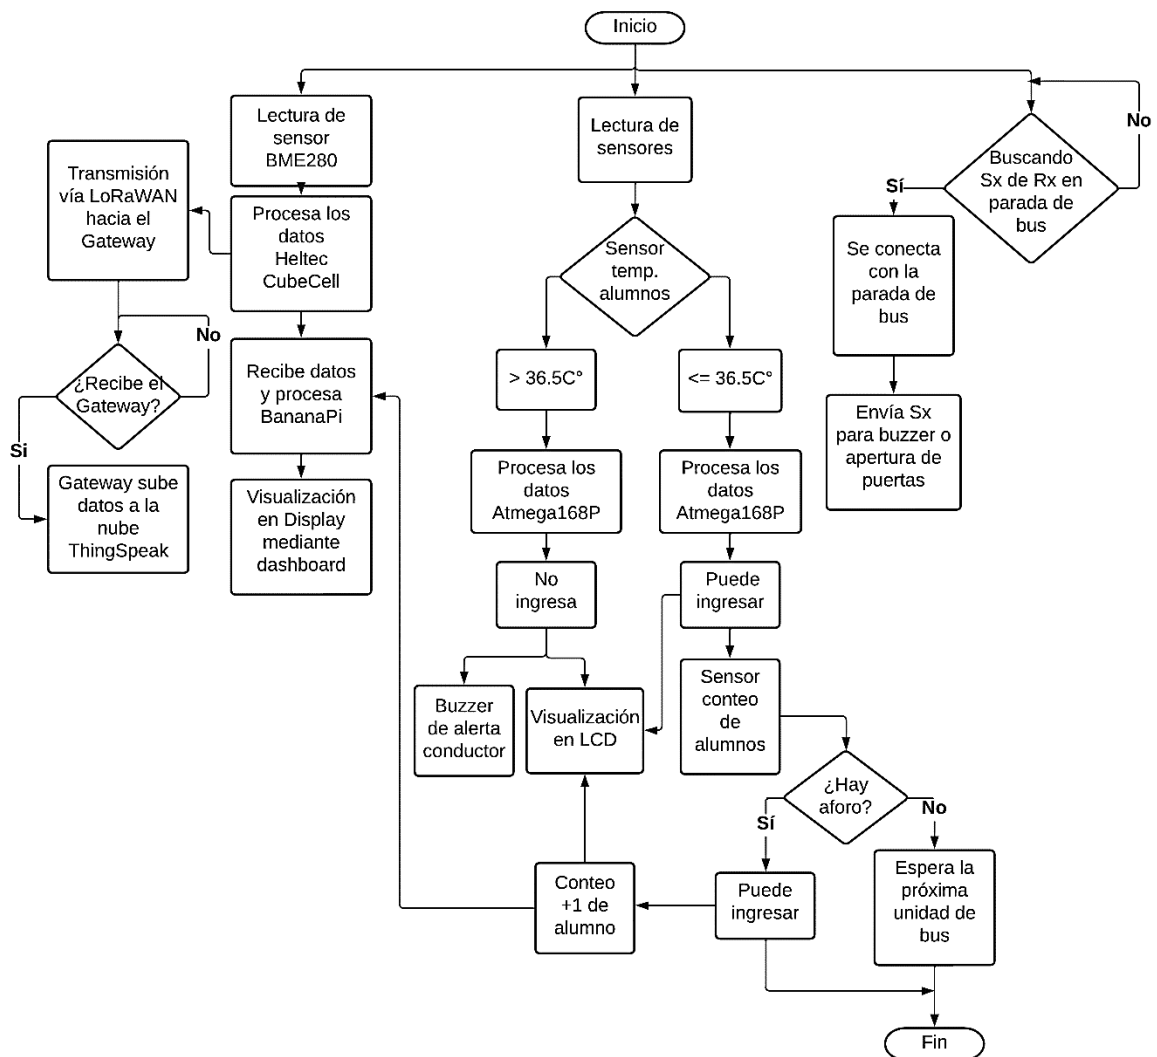 Inicio
Lectura de
sensor
BME280
Lectura de
sensores
No
Buscando
Sx de Rx en
parada de
bus
Sí
Transmisión
vía LoRaWAN
hacia el
Gateway
Procesa los
datos
Heltec
CubeCell
Sensor
temp.
alumnos
Se conecta
con la
parada de
bus
No
¿Recibe el
Gateway?
Si
Recibe datos
y procesa
BananaPi
> 36.5C°
<= 36.5C°
Envía Sx
para buzzer o
apertura de
puertas
Gateway sube
datos a la
nube
ThingSpeak
Visualización
en Display
mediante
dashboard
Procesa los
datos
Atmega168P
Procesa los
datos
Atmega168P
No
ingresa
Puede
ingresar
Buzzer
de alerta
conductor
Visualización
en LCD
Sensor
conteo
de
alumnos
¿Hay
aforo?
Sí
No
Conteo
+1 de
alumno
Puede
ingresar
Espera la
próxima
unidad de
bus
Fin